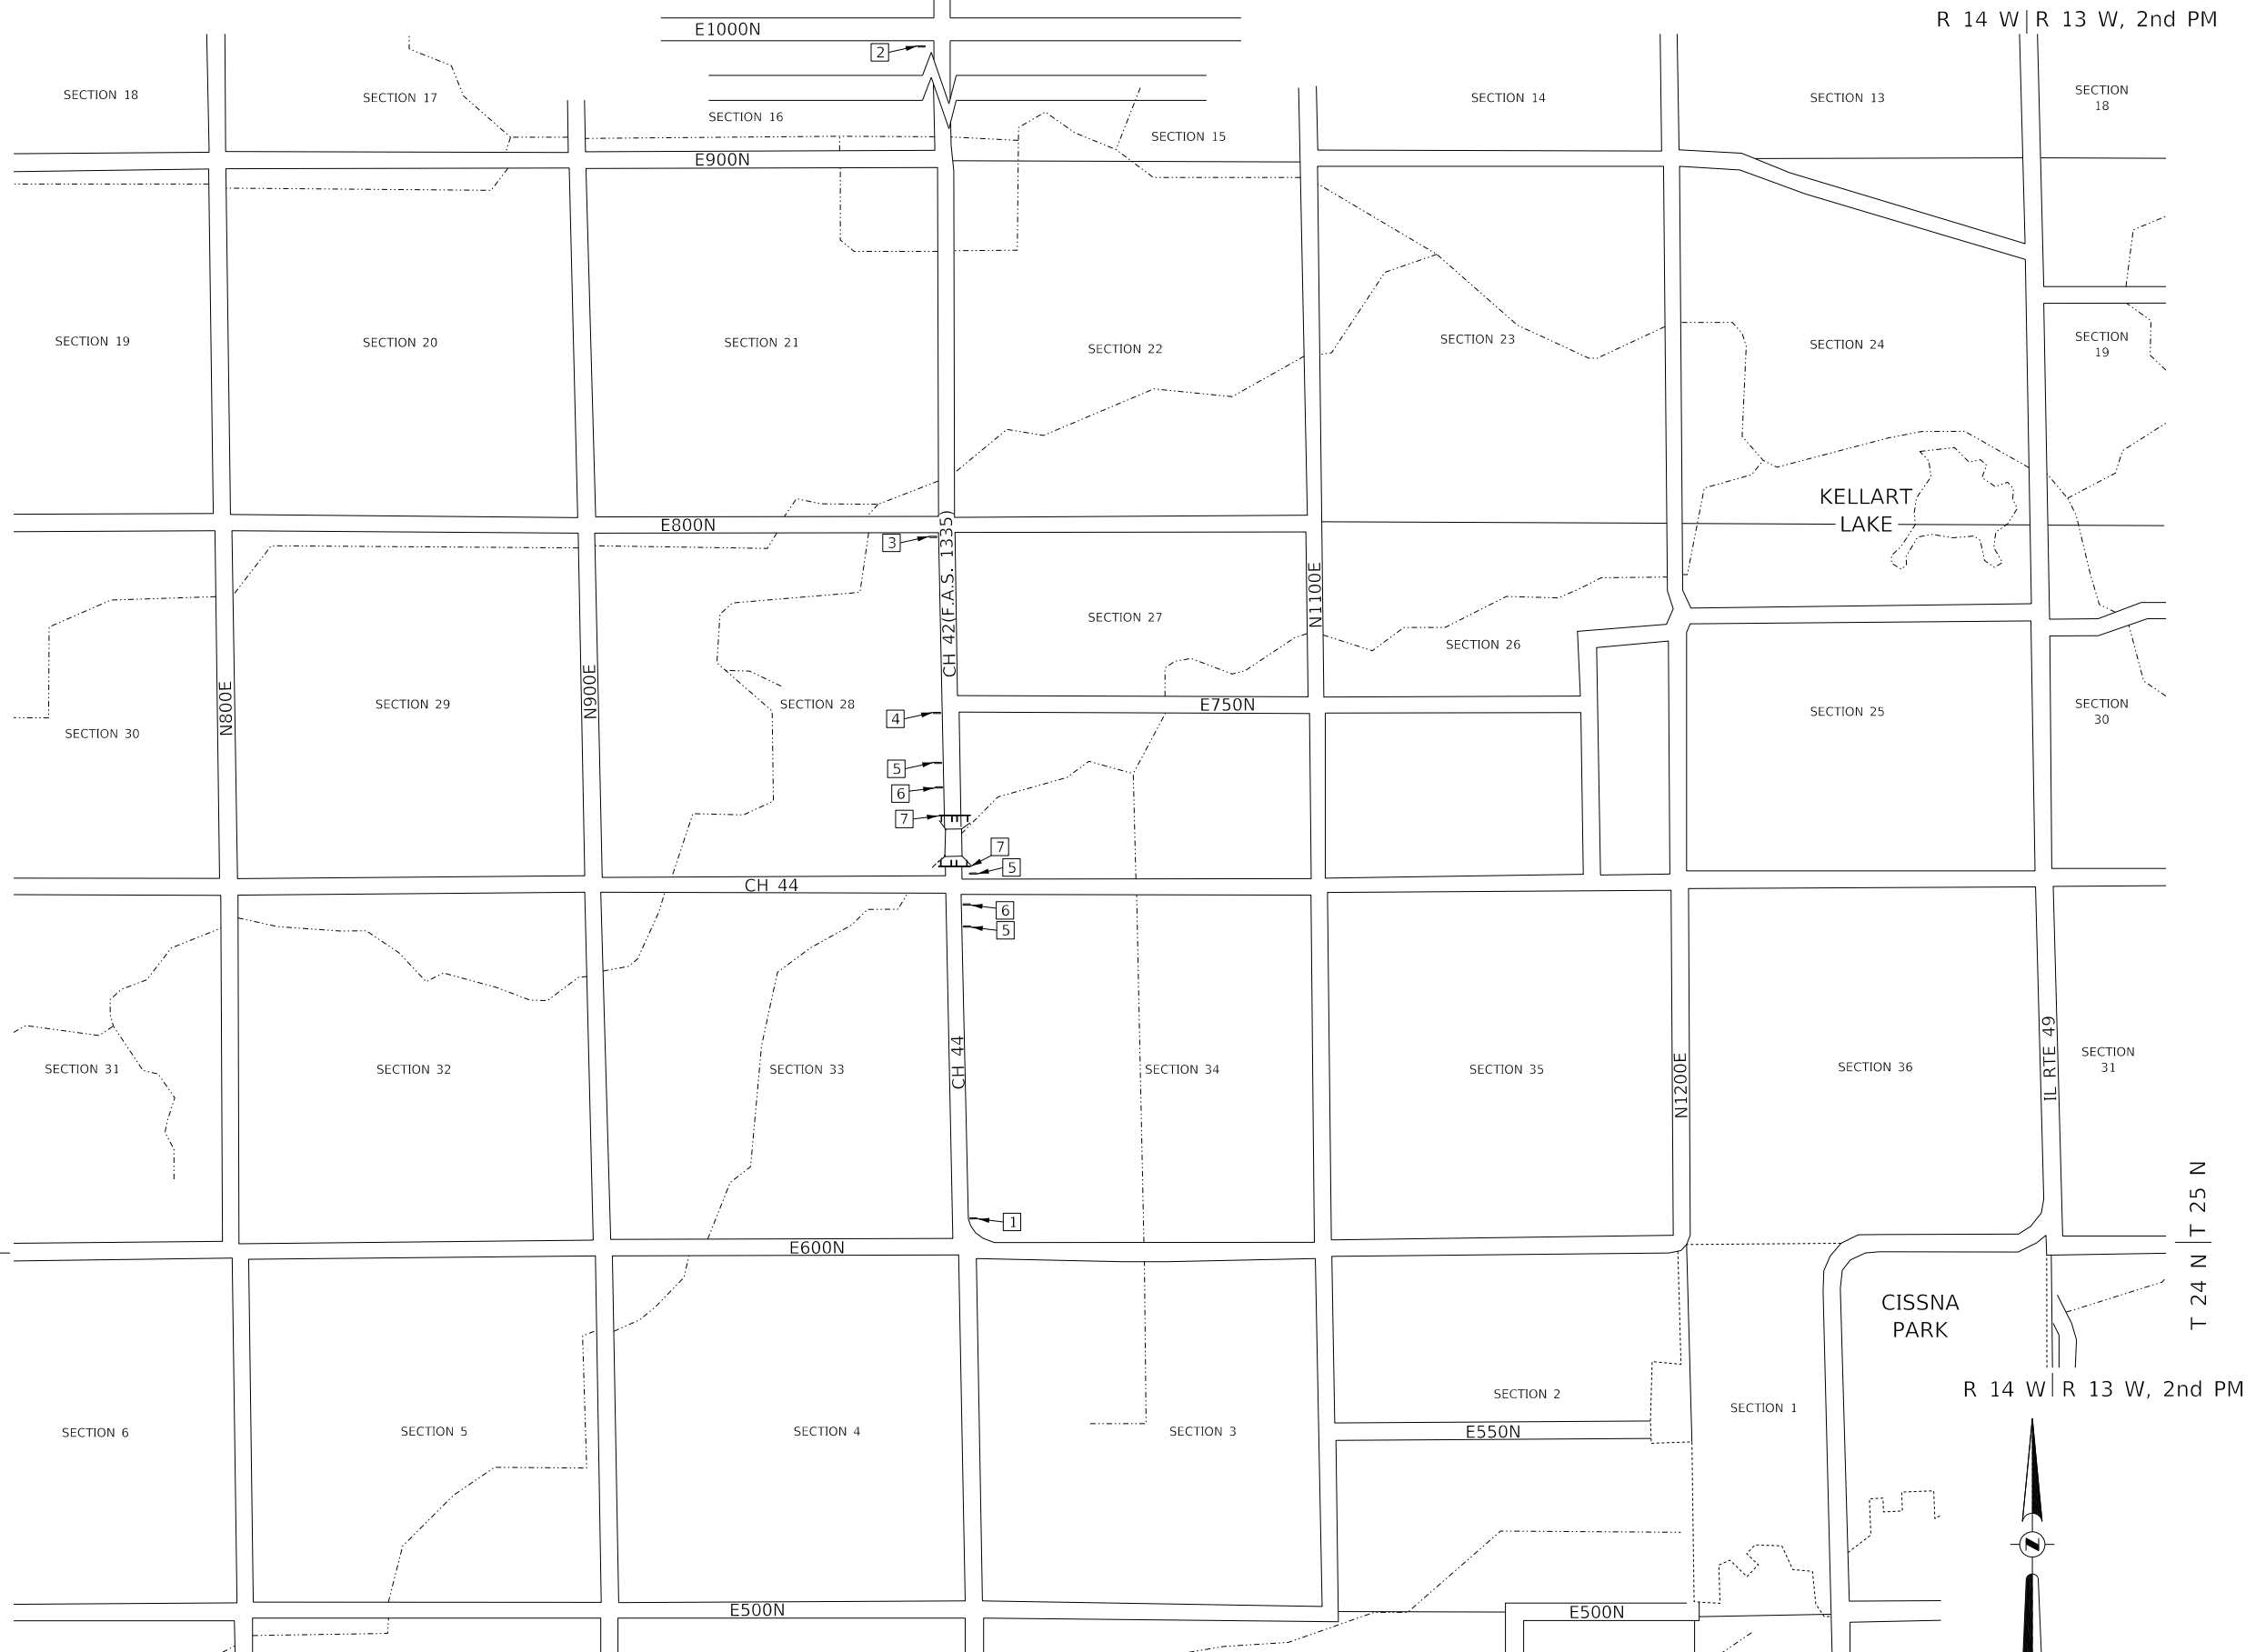 R 14 W R 13 W, 2nd PM
E1000N
2
SECTION 18
SECTION 17
SECTION 16
SECTION 15
SECTION 14
SECTION 13
SECTION
18
E900N
SECTION 19
SECTION 20
SECTION 21
SECTION 22
SECTION 23
SECTION 24
SECTION
19
KELLART
LAKE
E800N
3
CH 42(F.A.S. 1335)
N1100E
SECTION 27
SECTION 26
N800E
N900E
SECTION 30
SECTION 29
SECTION 28
E750N
SECTION 25
SECTION
30
4
5
6
7
7
5
CH 44
6
5
SECTION 31
SECTION 32
SECTION 33
CH 44
SECTION 34
SECTION 35
N1200E
SECTION 36
IL RTE 49
SECTION
31
1
E600N
T 24 N T 25 N
CISSNA
PARK
R 14 W R 13 W, 2nd PM
SECTION 6
SECTION 5
SECTION 4
SECTION 3
SECTION 2
SECTION 1
E550N
N
E500N
E500N